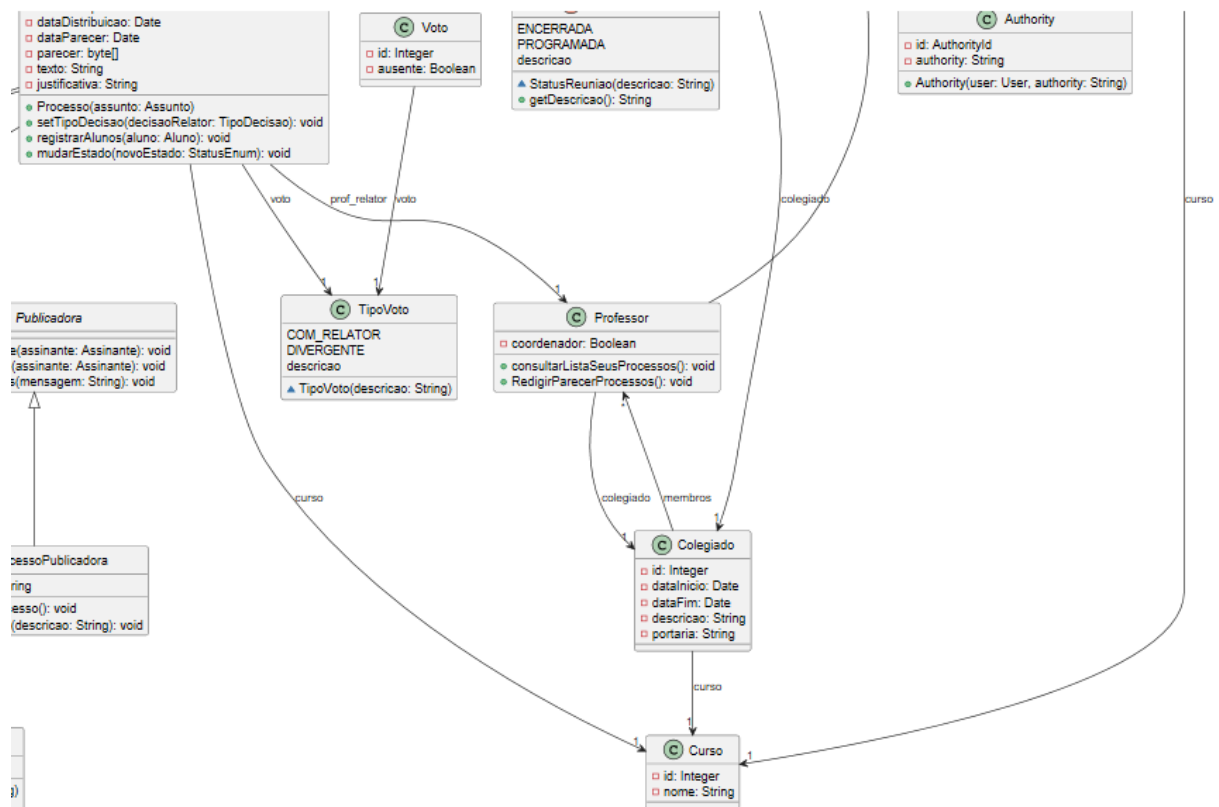 dataDistribuicao: Date
dataParecer: Date
parecer: byte[]
texto: String
justificativa: String
Processo(assunto: Assunto)
setTipoDecisao(decisaoRelator: TipoDecisao): void
registrarAlunos(aluno: Aluno): void
mudarEstado(novoEstado: StatusEnum): void
C Voto
id: Integer
ausente: Boolean
ENCERRADA
PROGRAMADA
descricao
StatusReuniao(descricao: String)
getDescricao(): String
C Authority
id: AuthorityId
authority: String
Authority(user: User, authority: String)
voto
prof_relator
voto
colegiado
curso
1
1
1
Publicadora
e(assinante: Assinante): void
(assinante: Assinante): void
s(mensagem: String): void
C TipoVoto
COM_RELATOR
DIVERGENTE
descricao
TipoVoto(descricao: String)
C Professor
coordenador: Boolean
consultarListaSeusProcessos(): void
RedigirParecerProcessos(): void
*
curso
colegiado
membros
1
1
cessoPublicadora
ring
esso(): void
(descricao: String): void
C Colegiado
id: Integer
dataInicio: Date
dataFim: Date
descricao: String
portaria: String
curso
1
1
1
C Curso
id: Integer
nome: String
g)